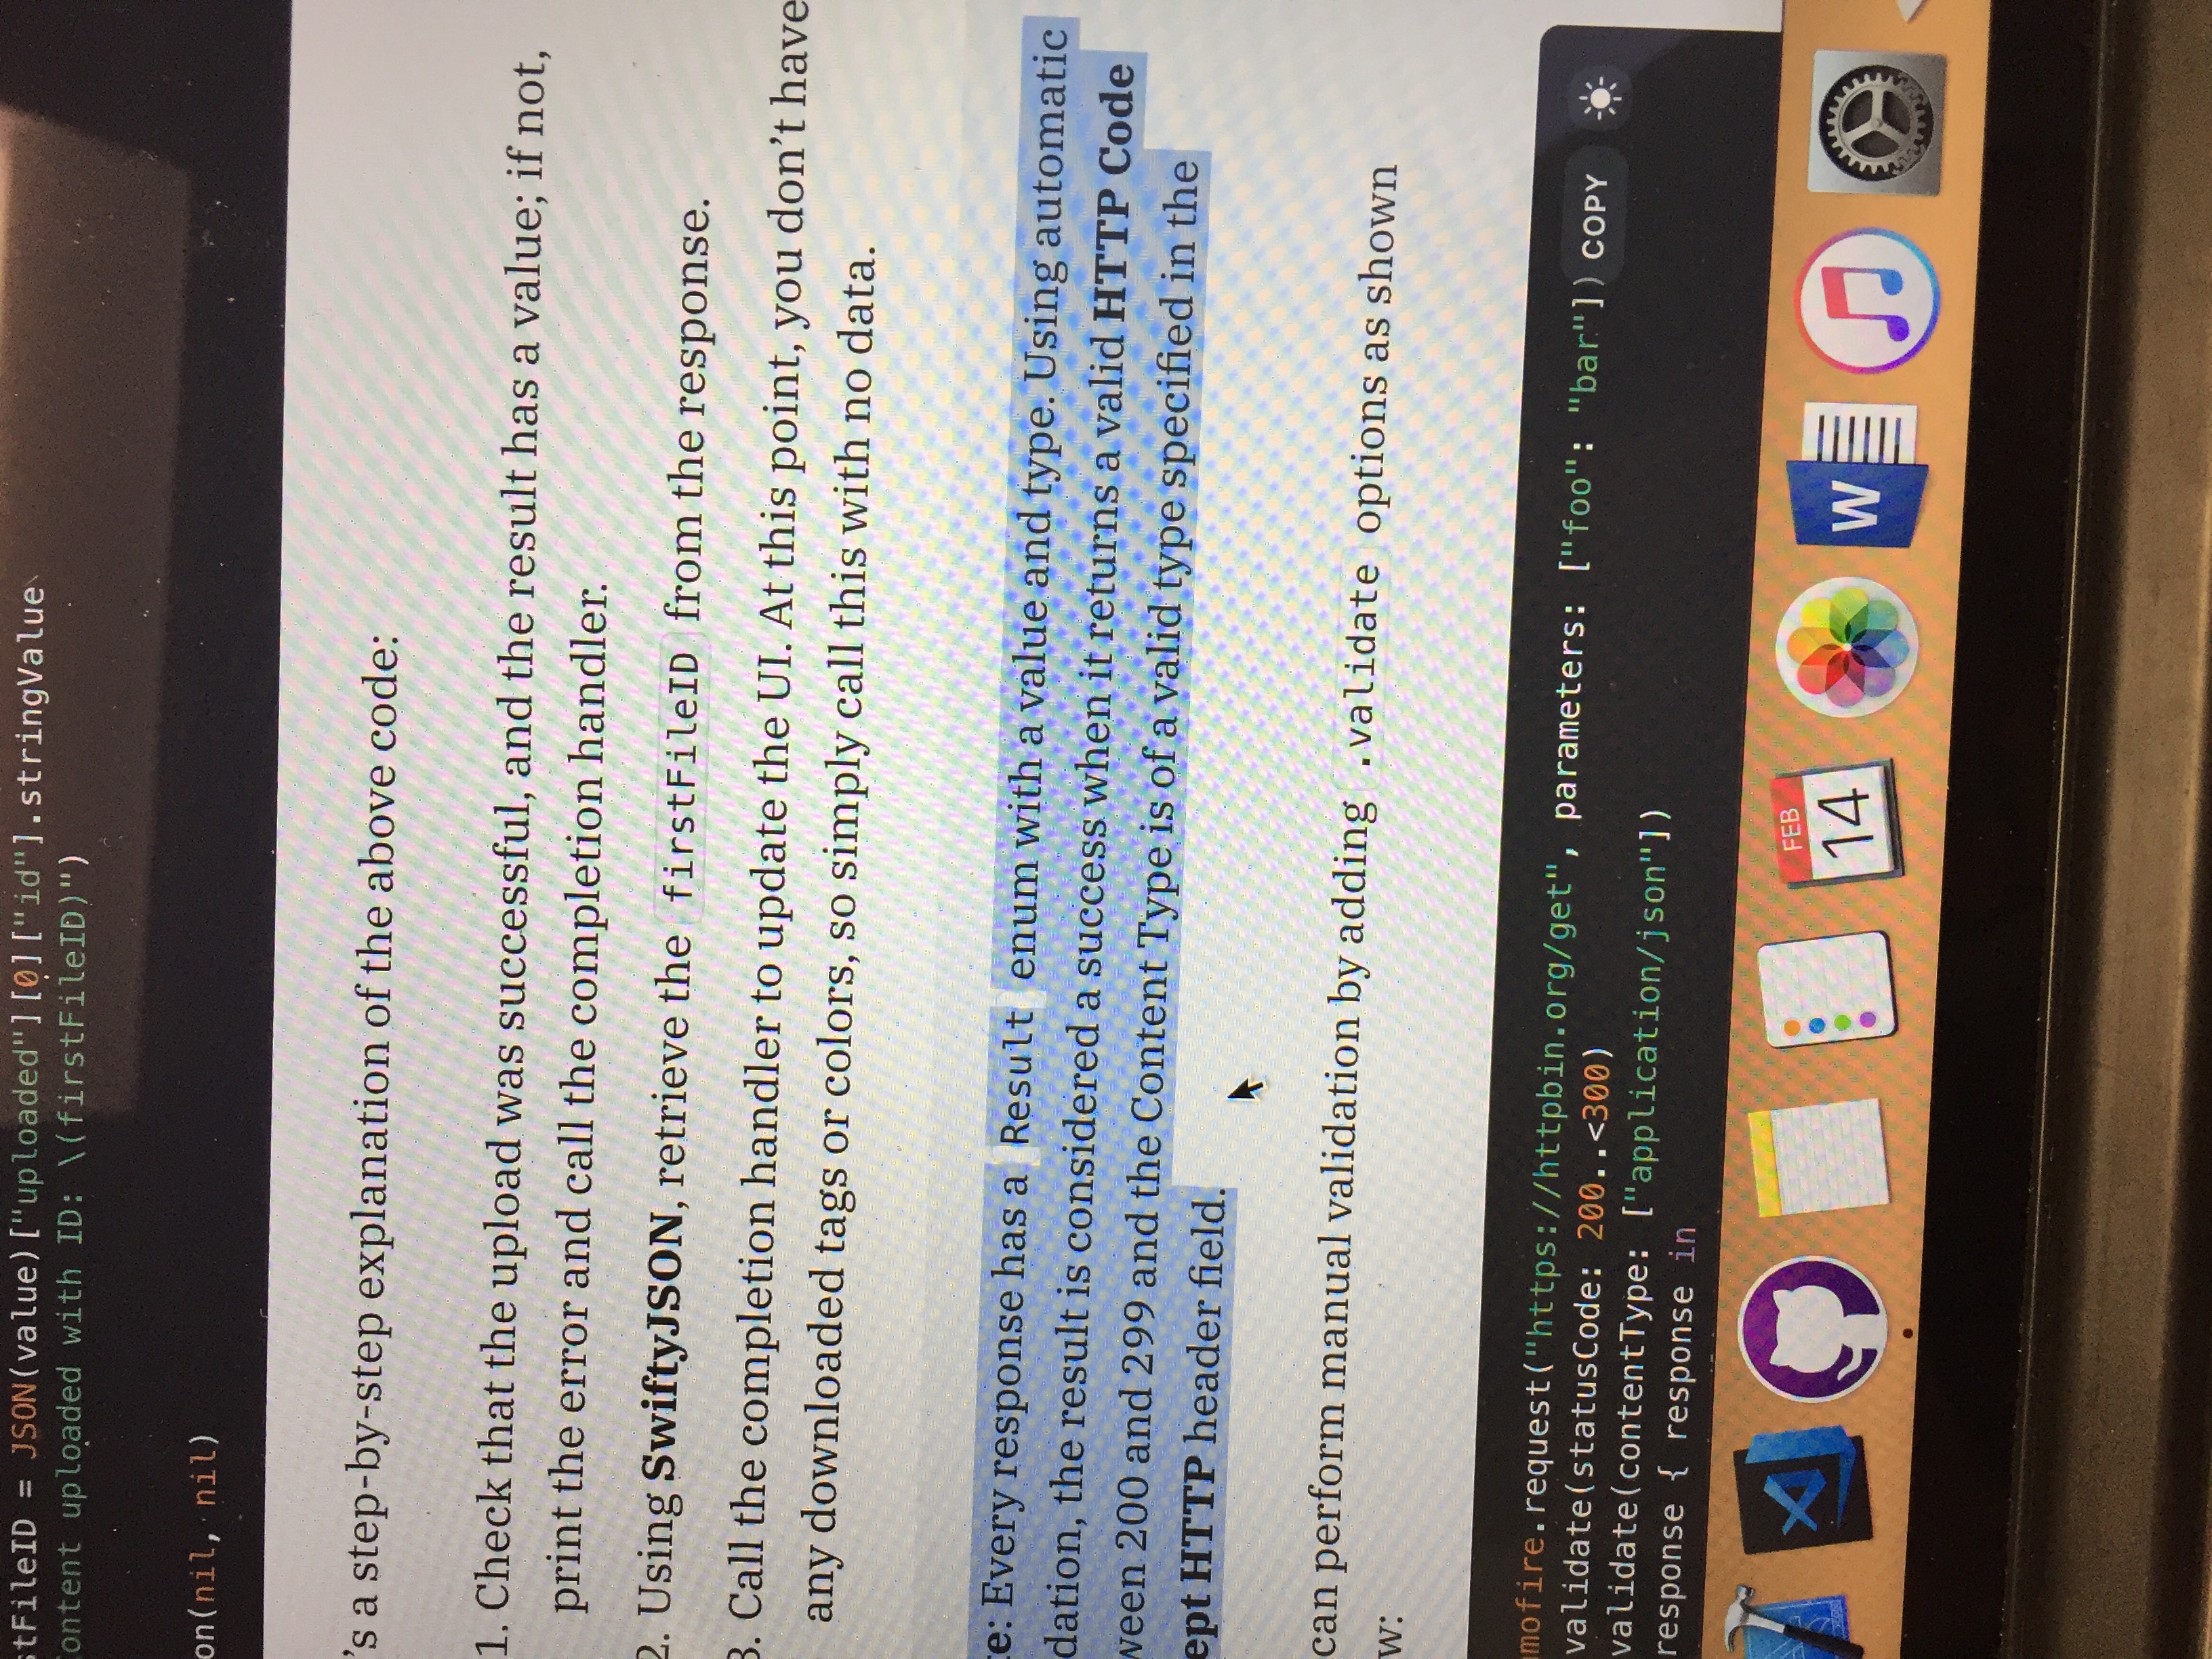 stFileID = JSON(value)["uploaded"][0]["id"].stringValue
Content uploaded with ID: \(firstFileID)")
on(nil, nil)
's a step-by-step explanation of the above code:
1. Check that the upload was successful, and the result has a value; if not,
print the error and call the completion handler.
2. Using SwiftyJSON, retrieve the firstFileID from the response.
3. Call the completion handler to update the UI. At this point, you don't have
any downloaded tags or colors, so simply call this with no data.
te: Every response has a Result enum with a value and type. Using automatic
dation, the result is considered a success when it returns a valid HTTP Code
ween 200 and 299 and the Content Type is of a valid type specified in the
ept HTTP header field.
can perform manual validation by adding .validate options as shown
w:
mofire.request("https://httpbin.org/get", parameters: ["foo": "bar"]) COPY
validate(statusCode: 200..<300)
validate(contentType: ["application/json"])
response { response in
FEB
14
W